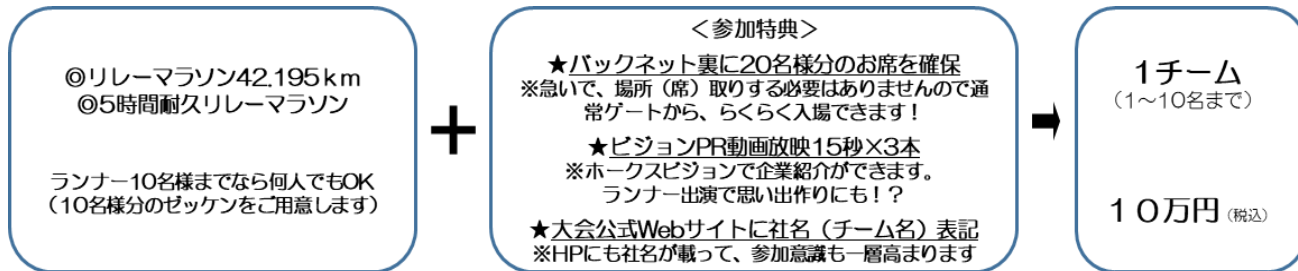 ◎リレーマラソン42.195km
◎5時間耐久リレーマラソン
ランナー10名様までなら何人でもOK
（10名様分のゼッケンをご用意します）
＋
＜参加特典＞
★バックネット裏に20名様分のお席を確保
※急いで、場所（席）取りする必要はありませんので通
常ゲートから、らくらく入場できます！
★ビジョンPR動画放映15秒×3本
※ホークスビジョンで企業紹介ができます。
ランナー出演で思い出作りにも！？
★大会公式Webサイトに社名（チーム名）表記
※HPにも社名が載って、参加意識も一層高まります
1チーム
（1～10名まで）
10万円（税込）